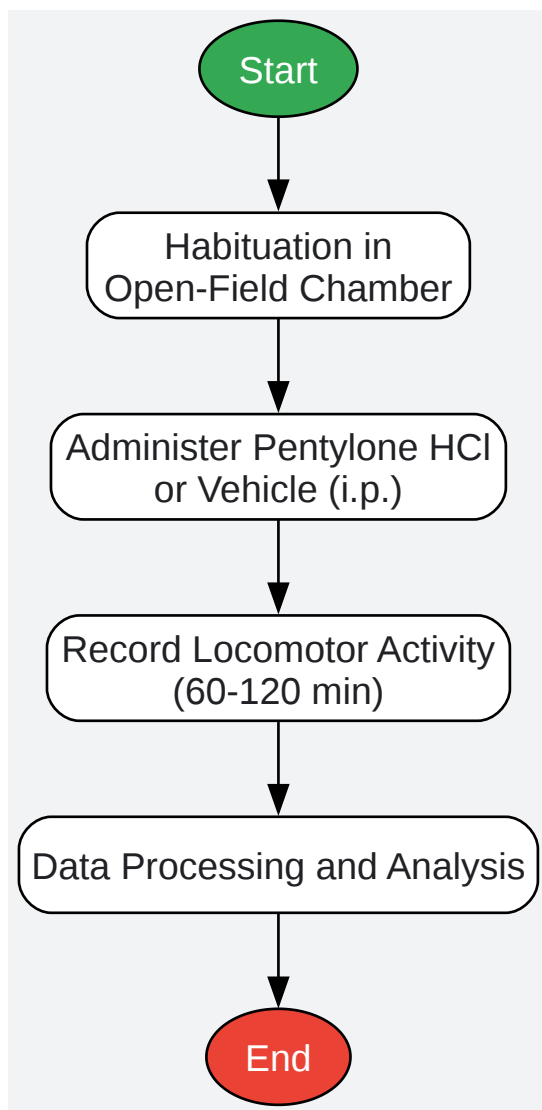 Start
Habituation in
Open-Field Chamber
Administer Pentylone HCl
or Vehicle (i.p.)
Record Locomotor Activity
(60-120 min)
Data Processing and Analysis
End